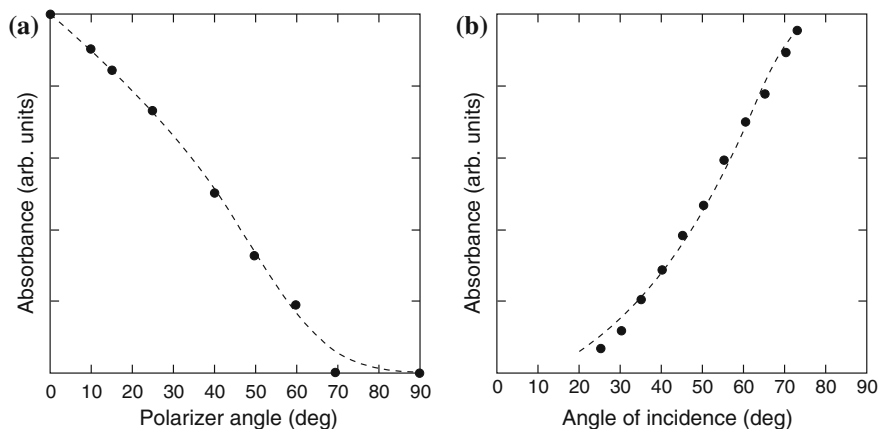 (a)
Absorbance (arb. units)
0 10 20 30 40 50 60 70 80 90
Polarizer angle (deg)
(b)
Absorbance (arb. units)
0 10 20 30 40 50 60 70 80 90
Angle of incidence (deg)